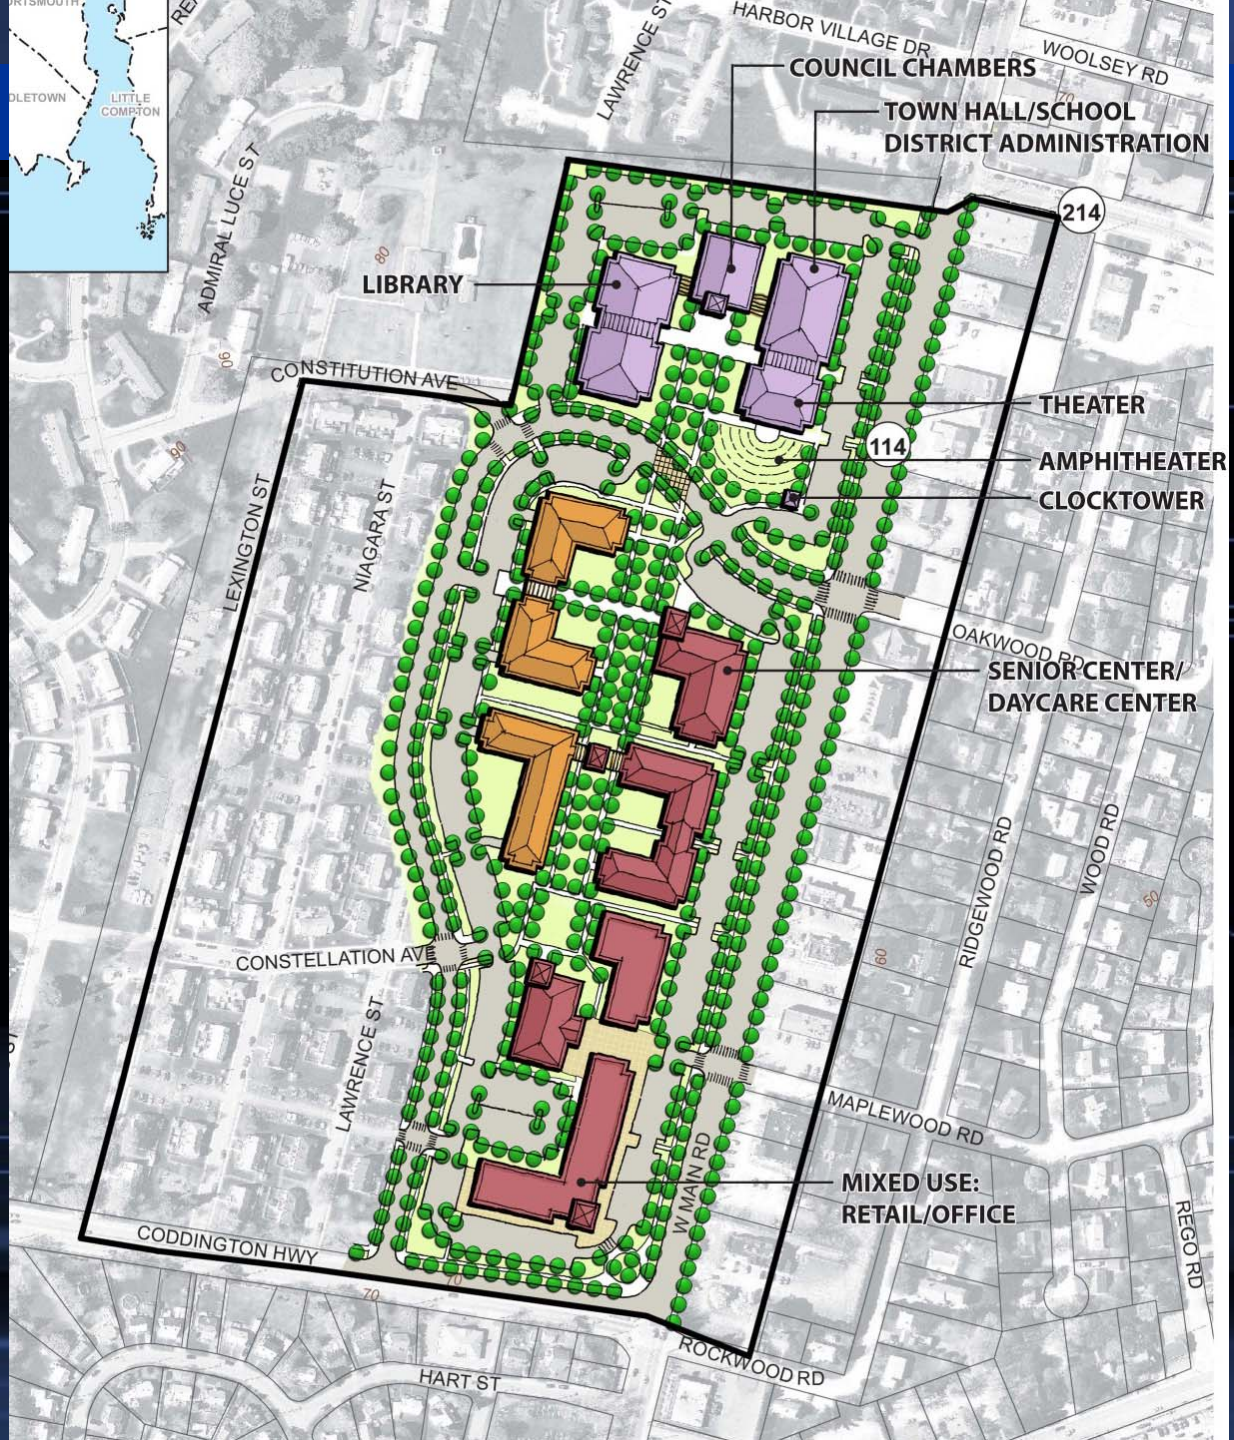 HARBOR VILLAGE DR
WOOLSEY RD
LAWRENCE ST
COUNCIL CHAMBERS
70
LITTLE
COMPTON
TOWN HALL/SCHOOL
DISTRICT ADMINISTRATION
ADMIRAL LUCE ST
214
80
LIBRARY
90
CONSTITUTION AVE
THEATER
114
90
AMPHITHEATER
CLOCKTOWER
LEXINGTON ST
NIAGARA ST
OAKWOOD RD
SENIOR CENTER/
DAYCARE CENTER
RIDGEWOOD RD
WOOD RD
50
60
CONSTELLATION AVE
LAWRENCE ST
MAPLEWOOD RD
W MAIN RD
MIXED USE:
RETAIL/OFFICE
REGO RD
CODDINGTON HWY
70
70
ROCKWOOD RD
HART ST